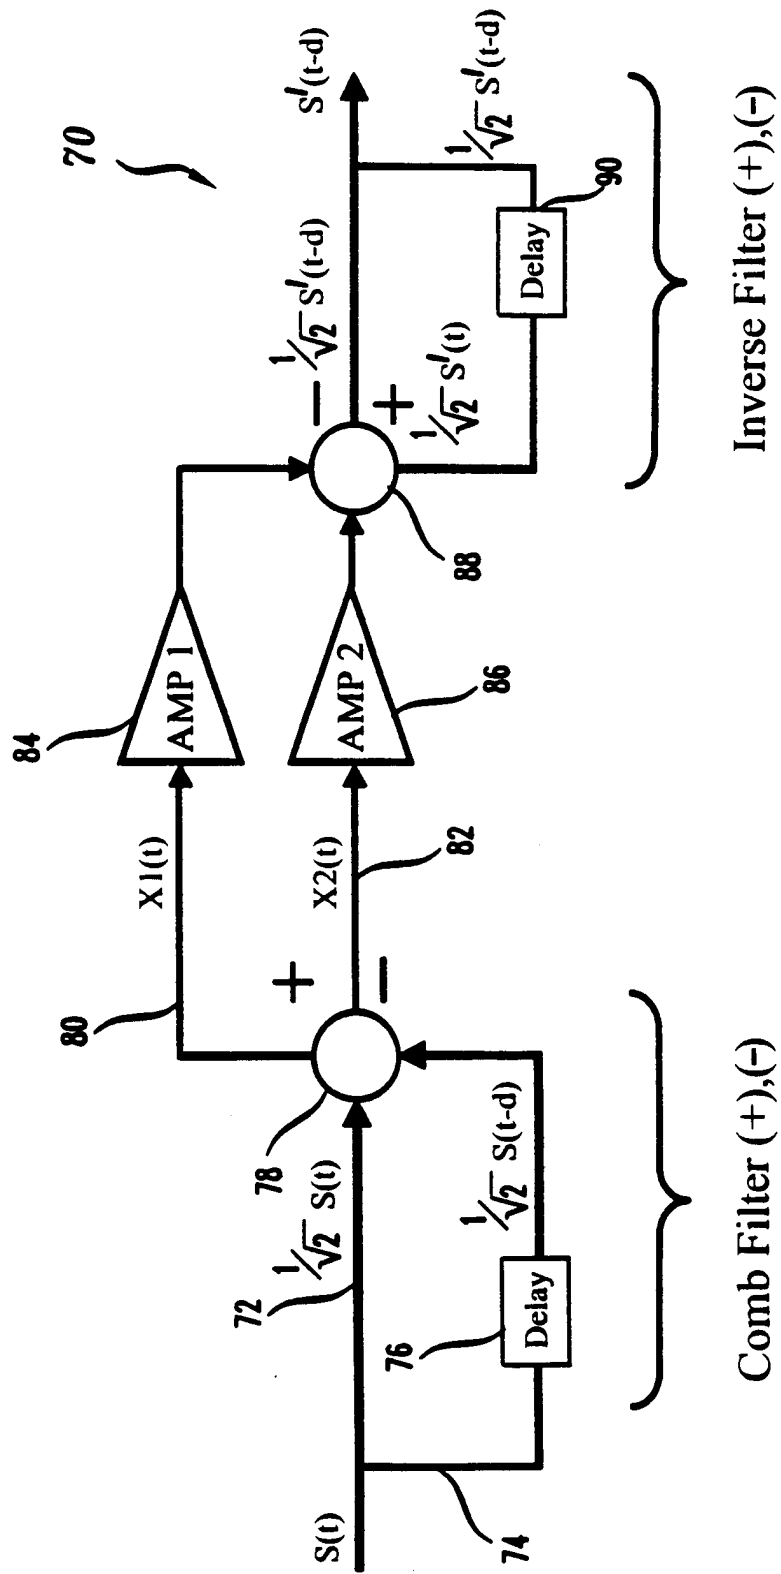 70
S(t)
72
1/√2 S(t)
74
76
Delay
1/√2 S(t-d)
78
+
−
80
X1(t)
X2(t)
82
84
AMP 1
AMP 2
86
88
−
+
−1/√2 S'(t-d)
1/√2 S'(t)
Delay
90
1/√2 S'(t-d)
S'(t-d)
Comb Filter (+),(-)
Inverse Filter (+),(-)